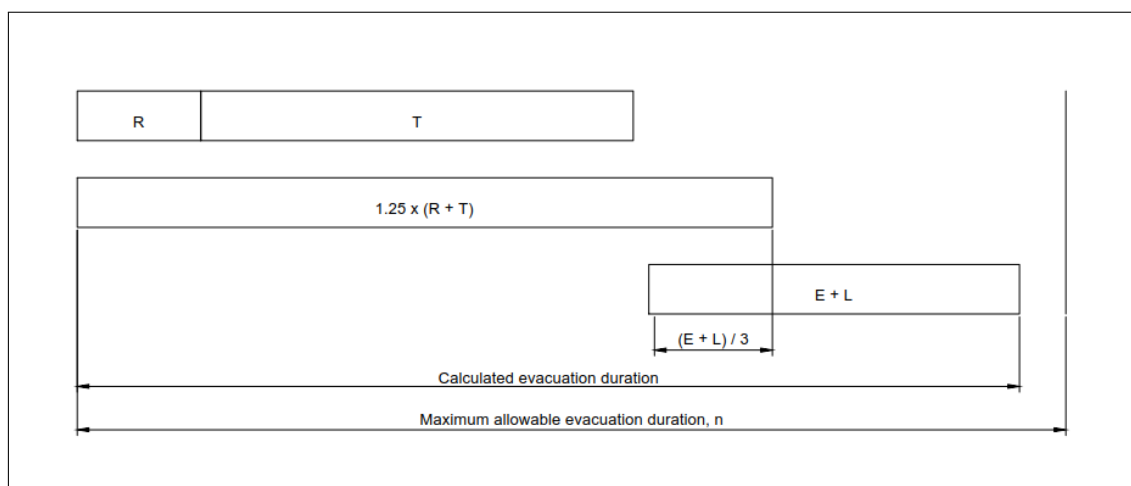 R
T
1.25 x (R + T)
E + L
(E + L) / 3
Calculated evacuation duration
Maximum allowable evacuation duration, n